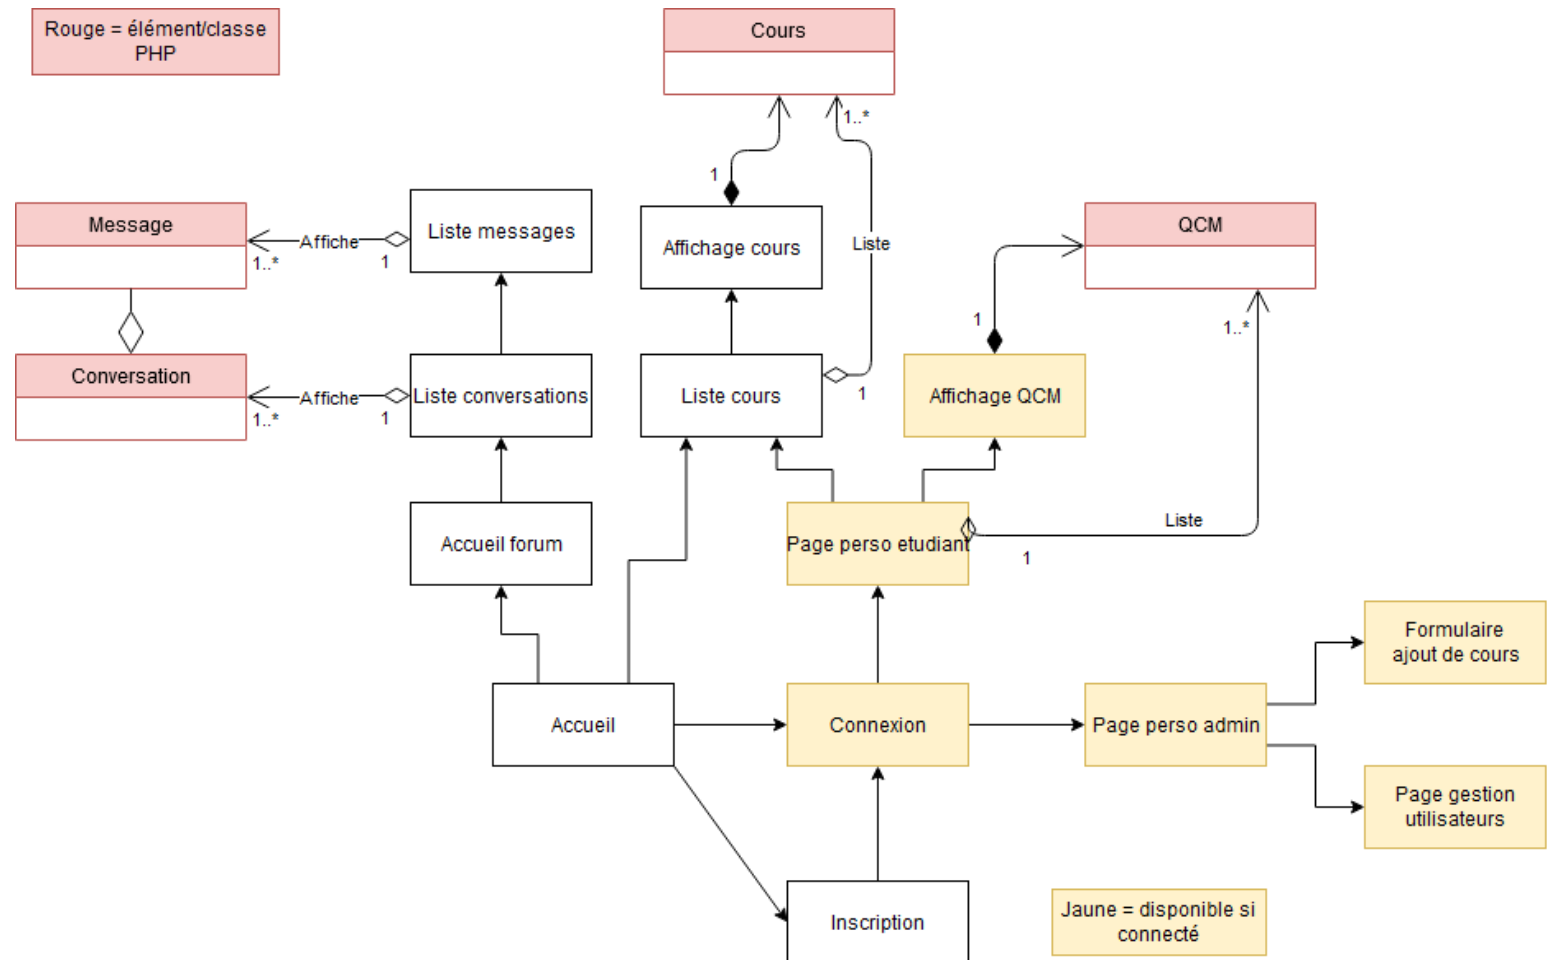 Rouge = élément/classe
PHP
Cours
1..*
1
Message
Liste messages
Affiche
1..*
1
Affichage cours
Liste
QCM
1
1..*
Conversation
Liste conversations
Affiche
1..*
1
Liste cours
1
Affichage QCM
Accueil forum
Page perso etudiant
Liste
1
Formulaire
ajout de cours
Accueil
Connexion
Page perso admin
Page gestion
utilisateurs
Inscription
Jaune = disponible si
connecté